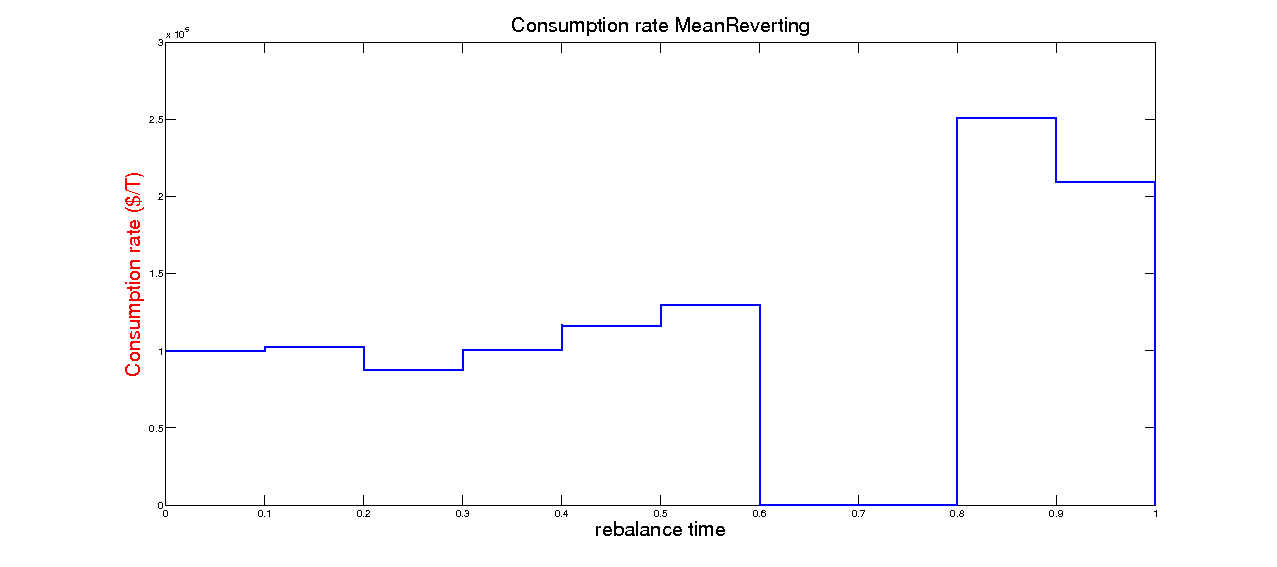 Consumption rate MeanReverting
x 10^5
3
2.5
2
1.5
1
0.5
0
Consumption rate ($/T)
0 0.1 0.2 0.3 0.4 0.5 0.6 0.7 0.8 0.9 1
rebalance time